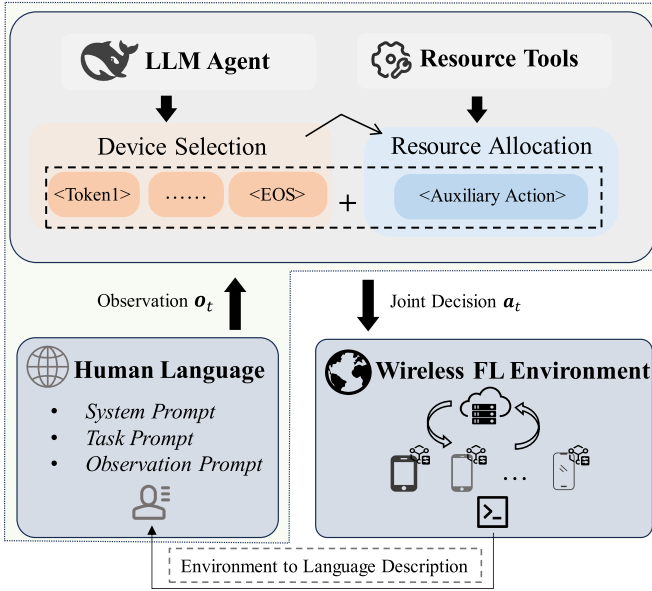 LLM Agent
Resource Tools
Device Selection
Resource Allocation
<Token1>
......
<EOS>
+
<Auxiliary Action>
Observation o_t
Joint Decision a_t
Human Language
• System Prompt
• Task Prompt
• Observation Prompt
Wireless FL Environment
...
Environment to Language Description